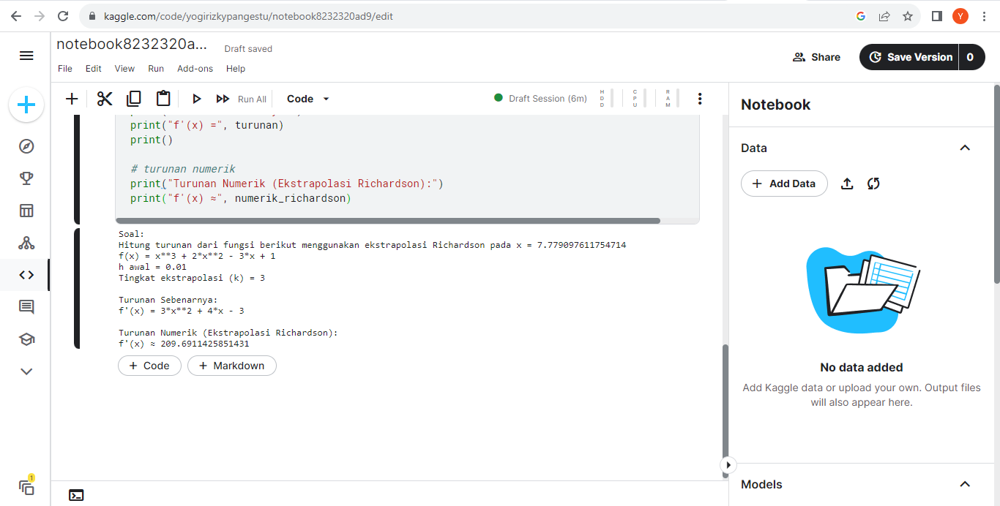 kaggle.com/code/yogirizkypangestu/notebook8232320ad9/edit
Y
notebook8232320a...
Draft saved
File Edit View Run Add-ons Help
Share
Save Version 0
Run All
Code
Draft Session (6m)
HDD
CPU
RAM
print("f'(x) =", turunan)
print()
# turunan numerik
print("Turunan Numerik (Ekstrapolasi Richardson):")
print("f'(x) ≈", numerik_richardson)
Soal:
Hitung turunan dari fungsi berikut menggunakan ekstrapolasi Richardson pada x = 7.779097611754714
f(x) = x**3 + 2*x**2 - 3*x + 1
h awal = 0.01
Tingkat ekstrapolasi (k) = 3
Turunan Sebenarnya:
f'(x) = 3*x**2 + 4*x - 3
Turunan Numerik (Ekstrapolasi Richardson):
f'(x) ≈ 209.6911425851431
+ Code
+ Markdown
Notebook
Data
+ Add Data
No data added
Add Kaggle data or upload your own. Output files
will also appear here.
Models
1